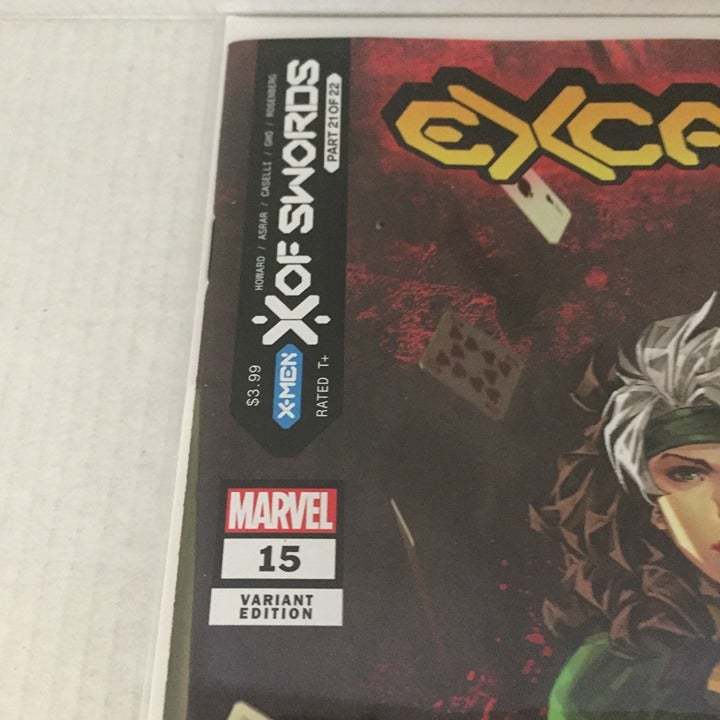 HOWARD / ASRAR / CASELLI / GHO / ROSENBERG
X OF SWORDS
PART 21 OF 22
$3.99
X-MEN
RATED T+
EXCA
MARVEL
15
VARIANT
EDITION